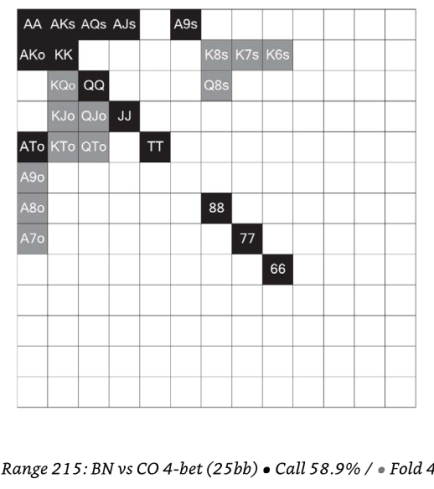 AA AKs AQs AJs A9s
AKo KK K8s K7s K6s
KQo QQ Q8s
KJo QJo JJ
ATo KTo QTo TT
A9o
A8o 88
A7o 77
66
Range 215: BN vs CO 4-bet (25bb) • Call 58.9% / • Fold 4